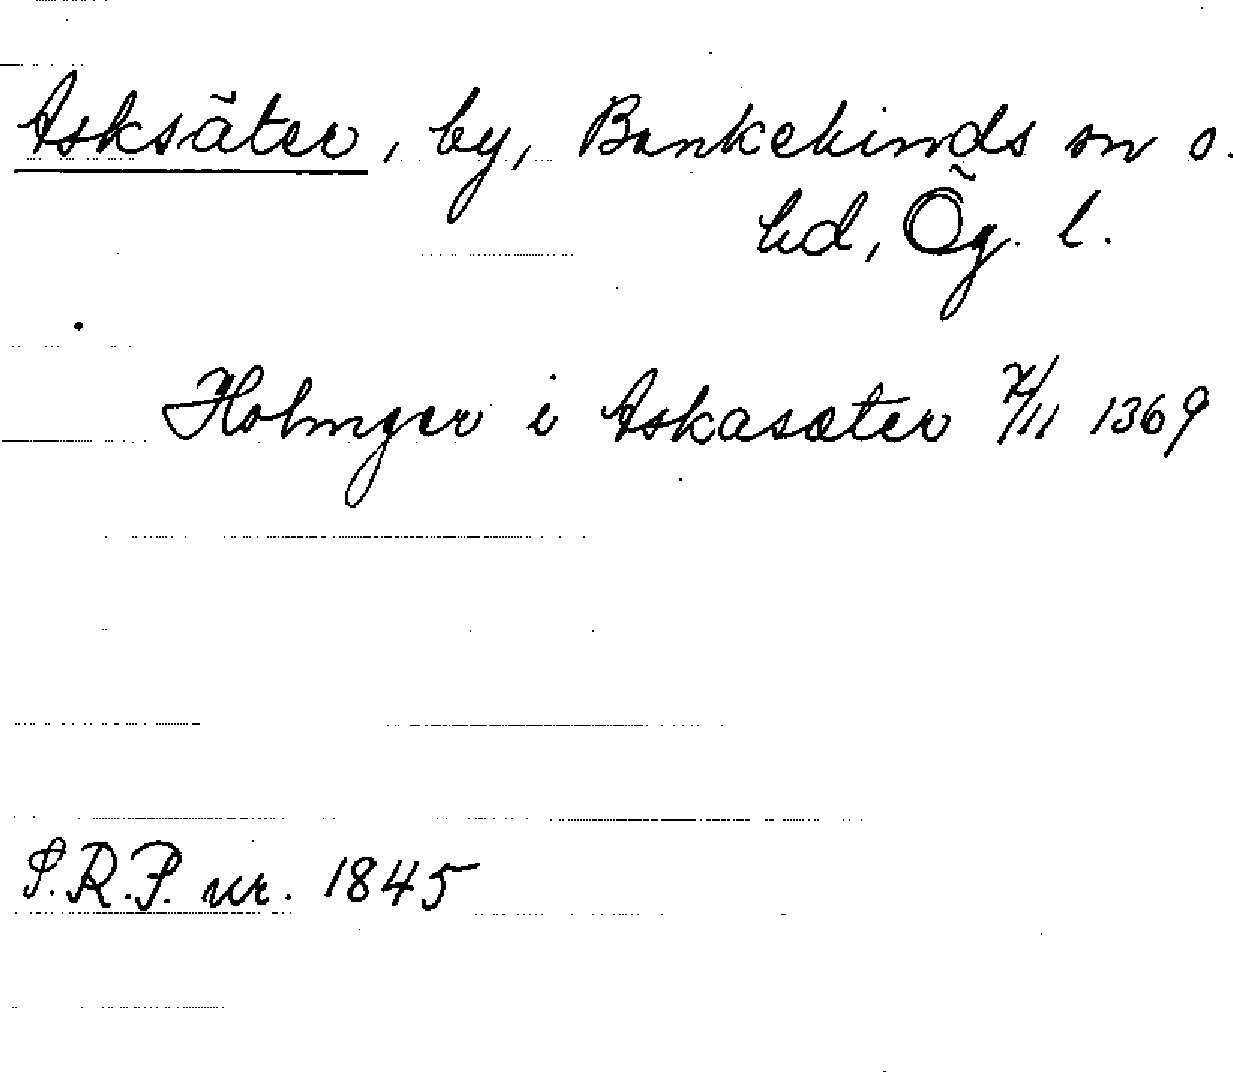 Asksäter, by, Bankekinds sn o.
hd, Ög. l.
Holmger i Askasæter 7/11 1369
S.R.P. nr. 1845